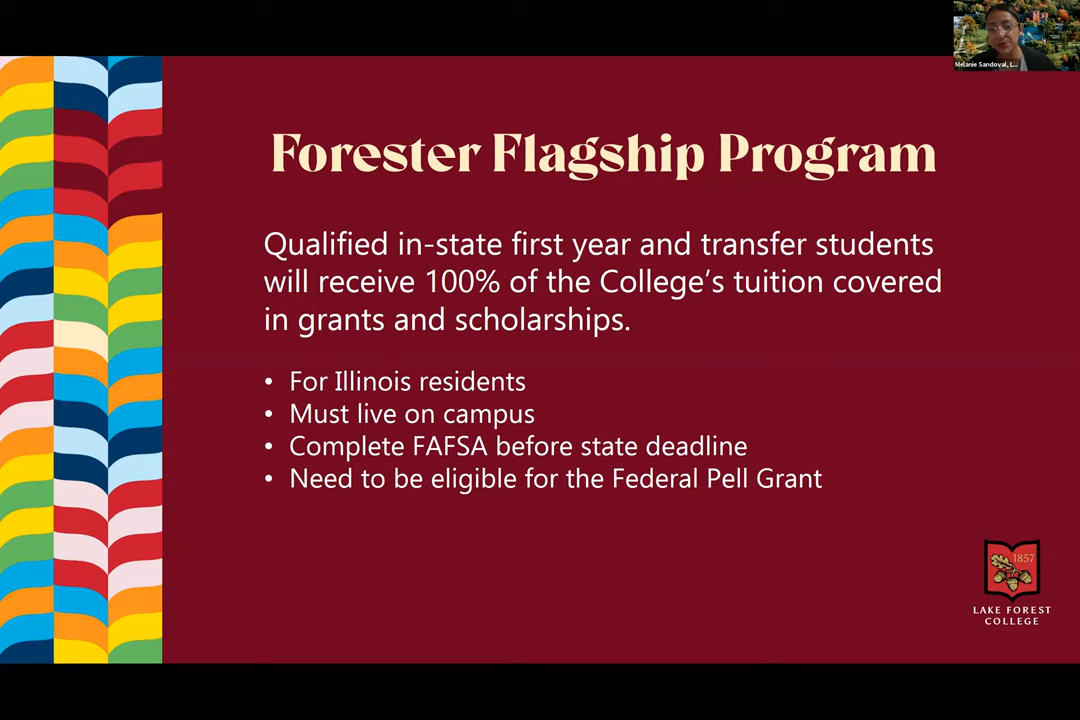 Melanie Sandoval, L...
Forester Flagship Program
Qualified in-state first year and transfer students
will receive 100% of the College’s tuition covered
in grants and scholarships.
• For Illinois residents
• Must live on campus
• Complete FAFSA before state deadline
• Need to be eligible for the Federal Pell Grant
1857
LAKE FOREST
COLLEGE